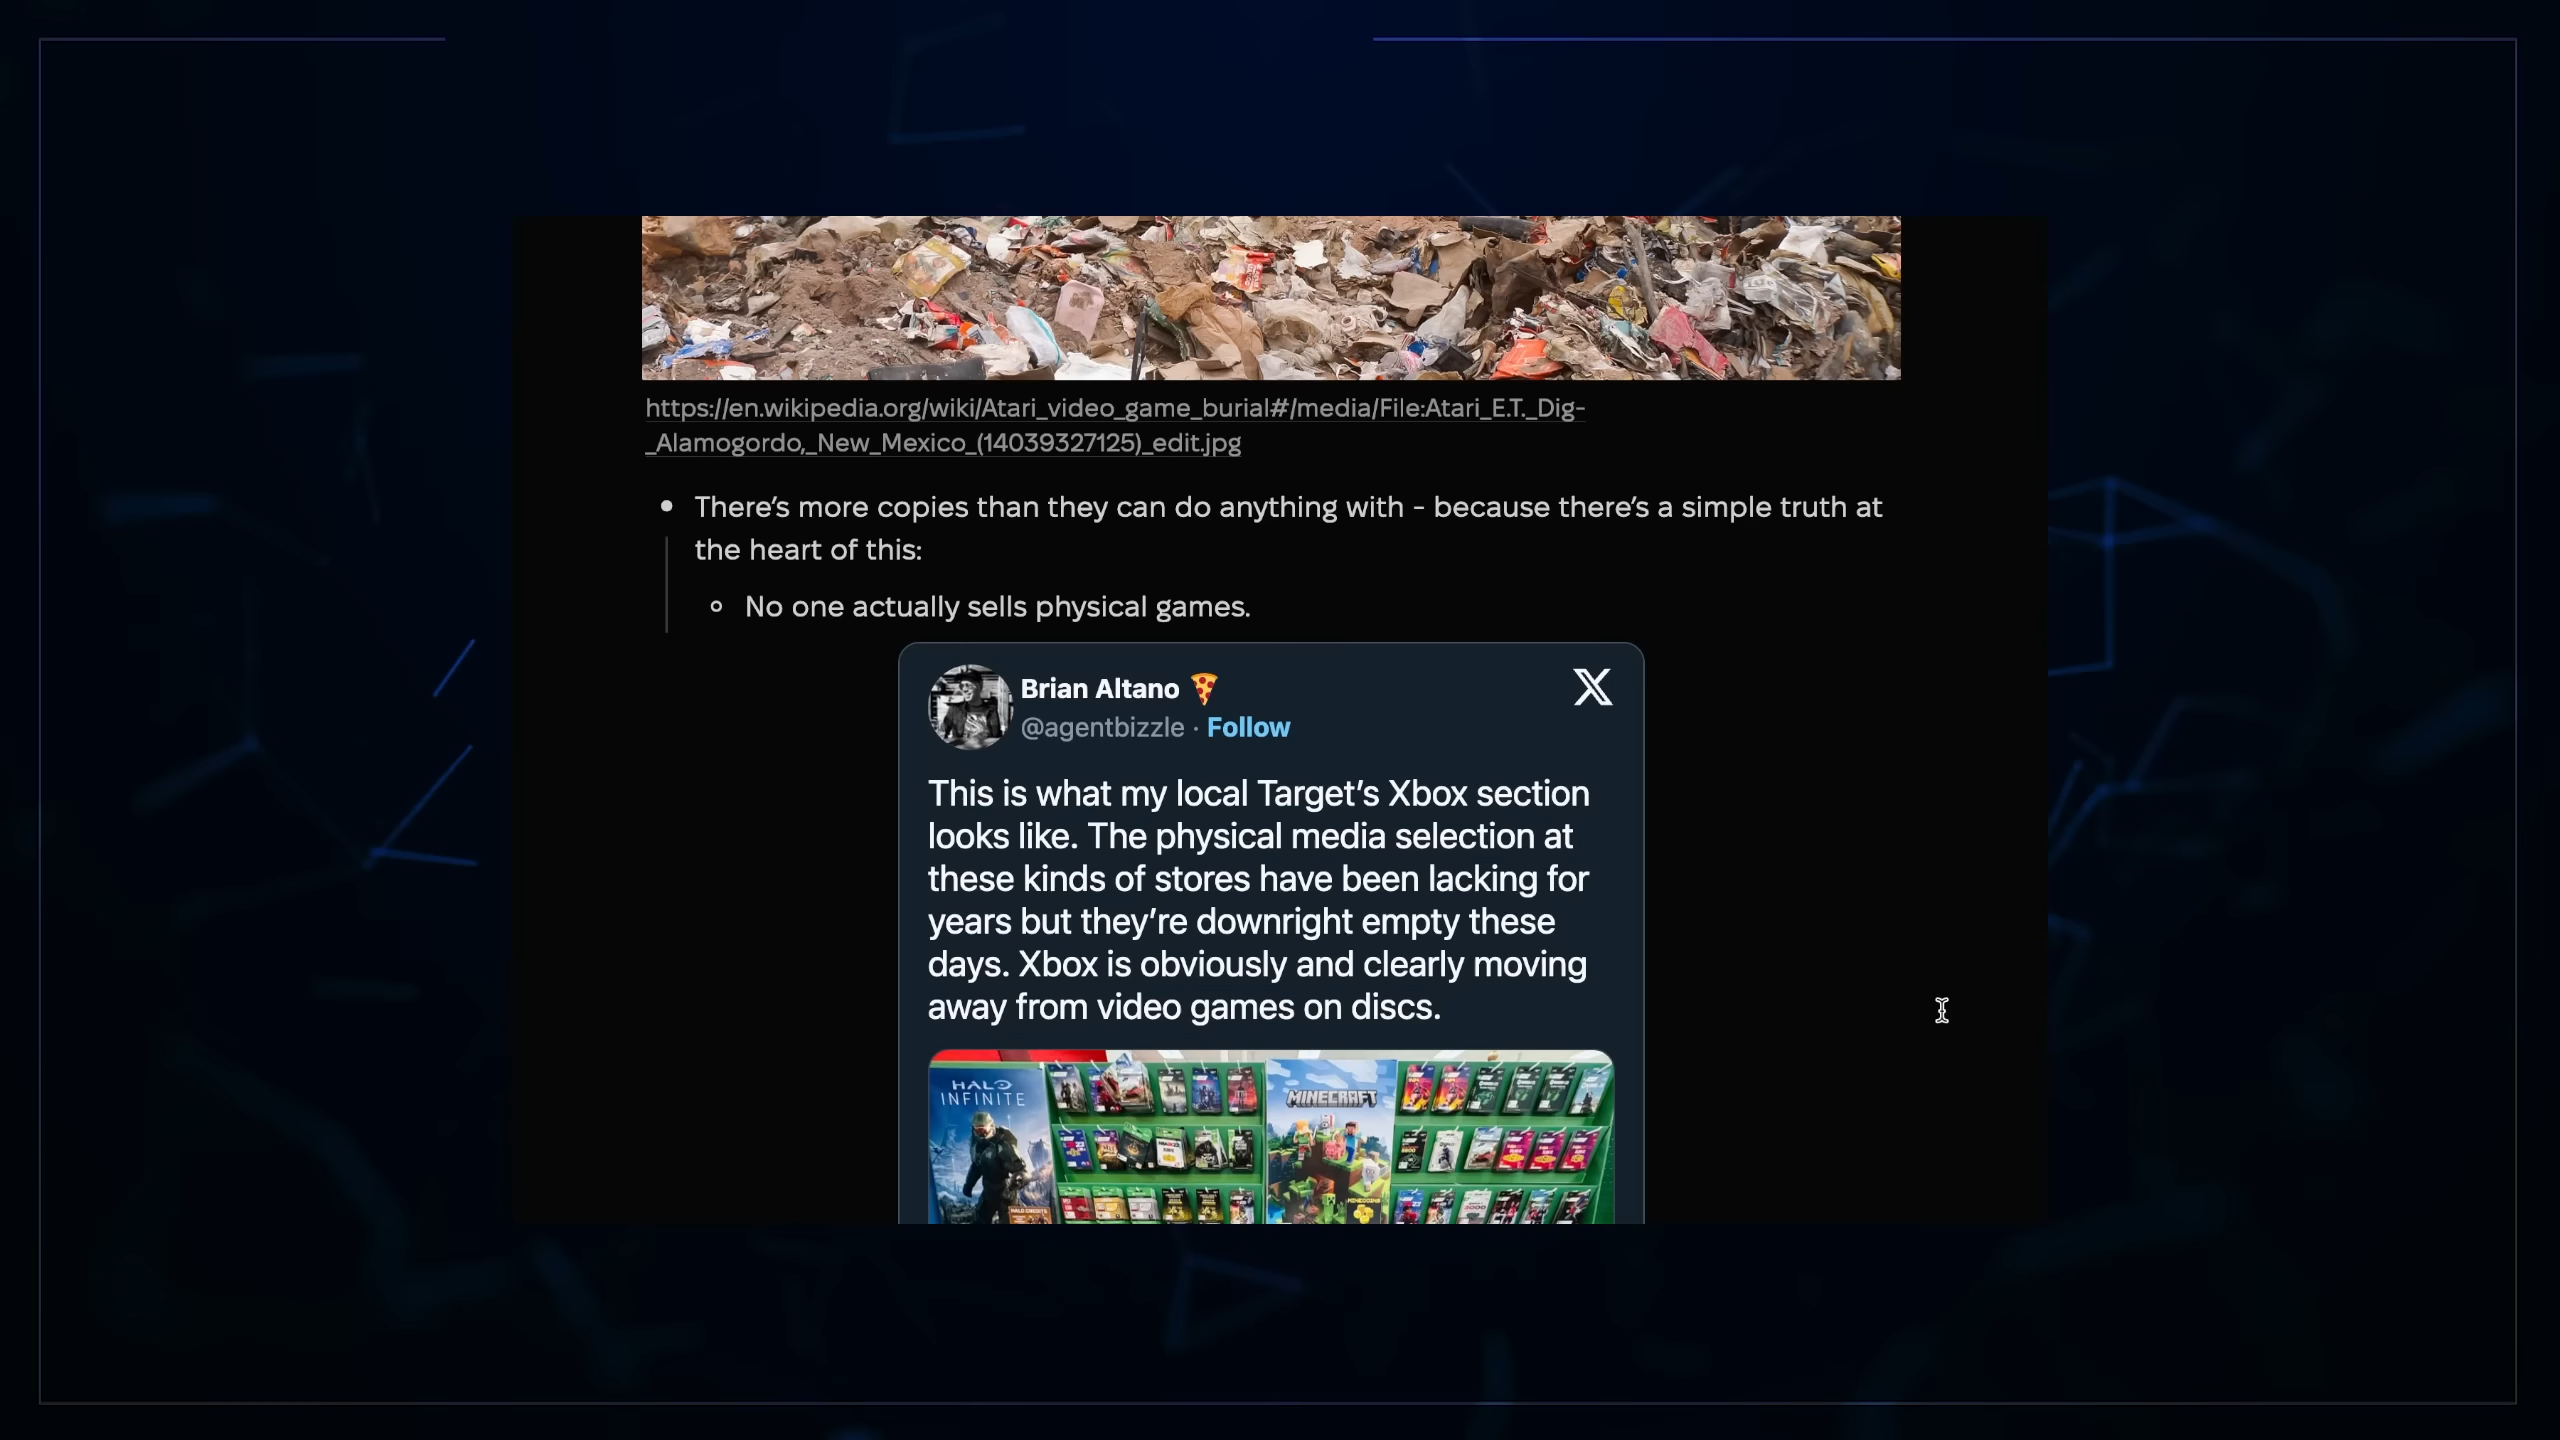 https://en.wikipedia.org/wiki/Atari_video_game_burial#/media/File:Atari_E.T._Dig-
_Alamogordo,_New_Mexico_(14039327125)_edit.jpg
There’s more copies than they can do anything with - because there’s a simple truth at
the heart of this:
No one actually sells physical games.
Brian Altano
@agentbizzle · Follow
This is what my local Target’s Xbox section
looks like. The physical media selection at
these kinds of stores have been lacking for
years but they’re downright empty these
days. Xbox is obviously and clearly moving
away from video games on discs.
HALO
INFINITE
MINECRAFT